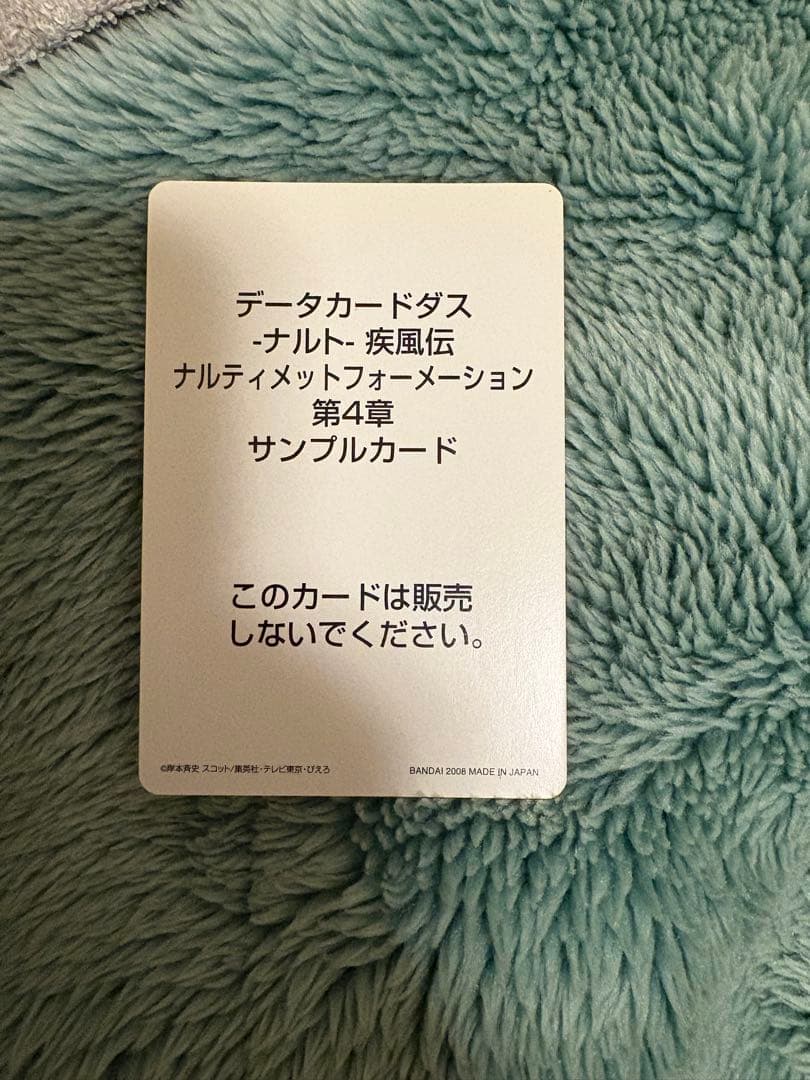 データカードダス
-ナルト- 疾風伝
ナルティメットフォーメーション
第4章
サンプルカード
このカードは販売
しないでください。
©岸本斉史 スコット/集英社・テレビ東京・ぴえろ
BANDAI 2008 MADE IN JAPAN